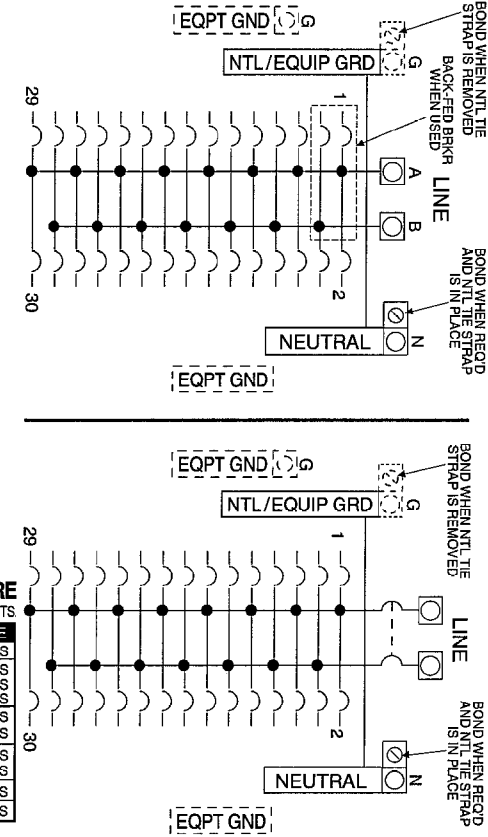 BOND WHEN NTL TIE
STRAP IS REMOVED
BACK-FED BRKR
WHEN USED
EQPT GND G
NTL/EQUIP GRD G
LINE
A
B
BOND WHEN REQ'D
AND NTL TIE STRAP
IS IN PLACE
NEUTRAL N
EQPT GND
1
2
29
30
BOND WHEN NTL TIE
STRAP IS REMOVED
EQPT GND G
NTL/EQUIP GRD G
LINE
BOND WHEN REQ'D
AND NTL TIE STRAP
IS IN PLACE
NEUTRAL N
EQPT GND
1
2
29
30
RE
TS.
E
S
S
S
S
S
S
S
S
S